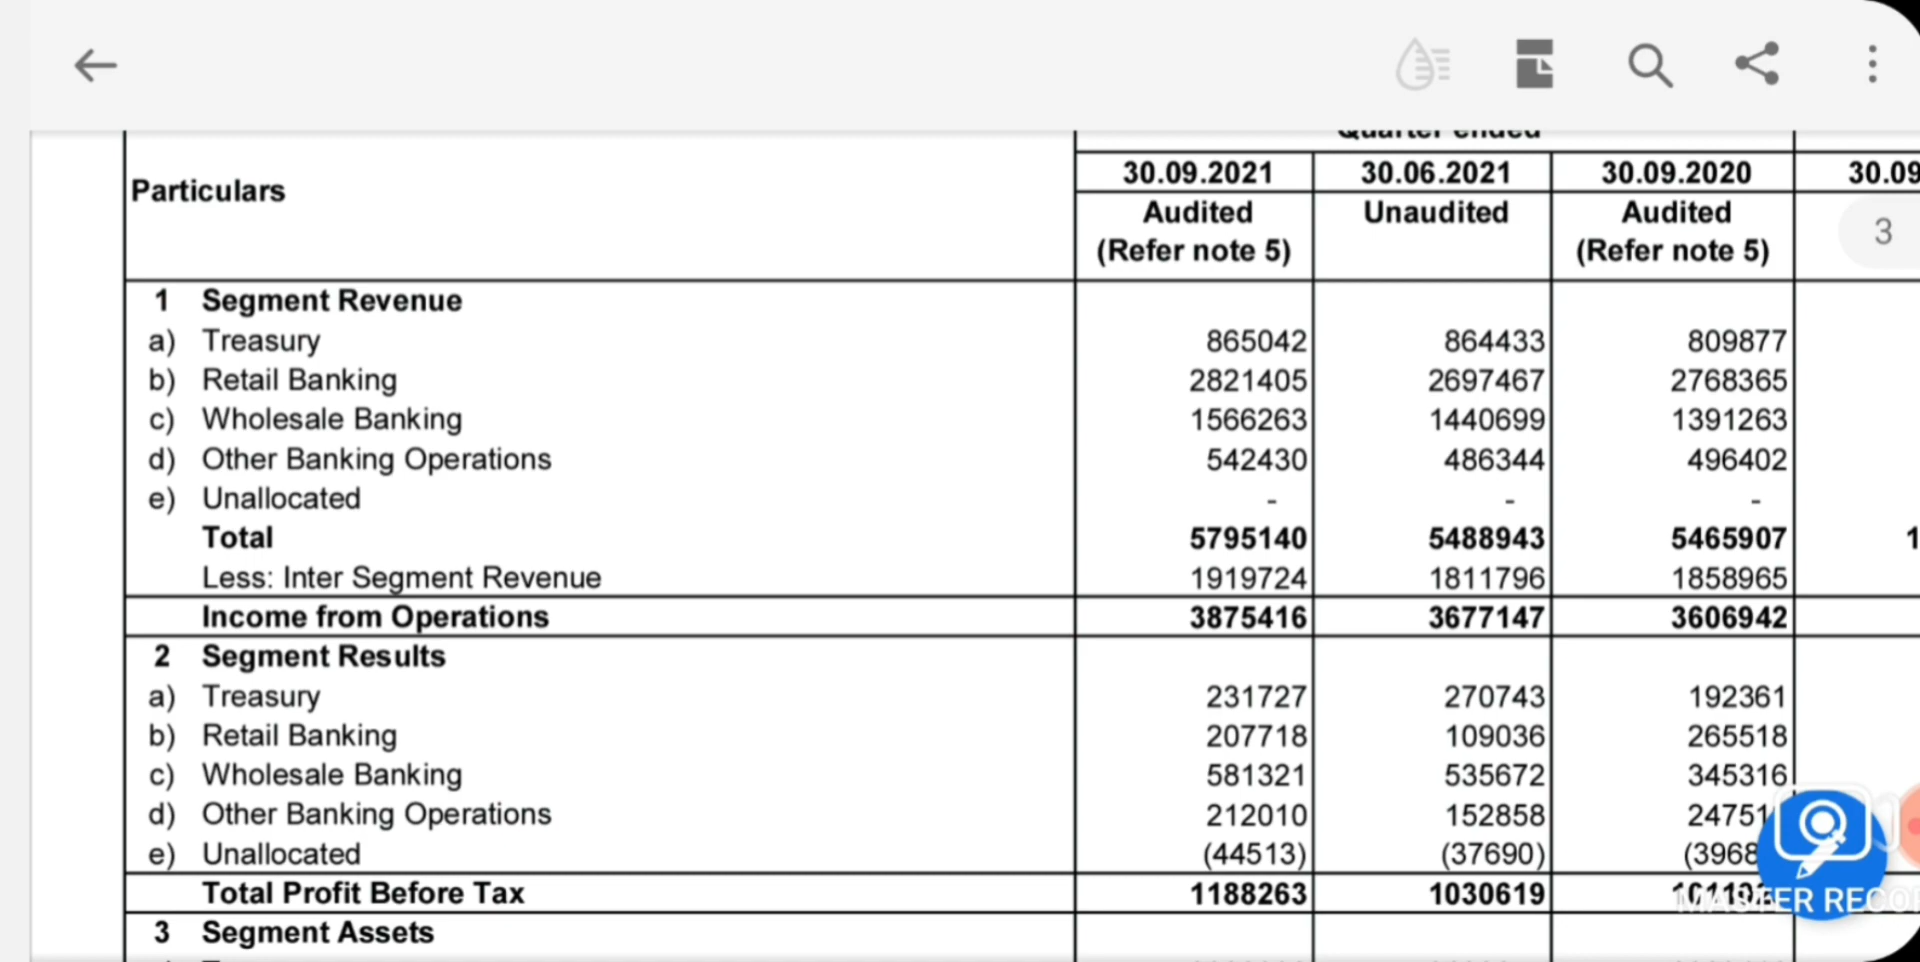 Quarter ended
Particulars 30.09.2021 30.06.2021 30.09.2020 30.09
Audited Unaudited Audited
(Refer note 5) (Refer note 5)
3
1 Segment Revenue
a) Treasury 865042 864433 809877
b) Retail Banking 2821405 2697467 2768365
c) Wholesale Banking 1566263 1440699 1391263
d) Other Banking Operations 542430 486344 496402
e) Unallocated - - -
Total 5795140 5488943 5465907 1
Less: Inter Segment Revenue 1919724 1811796 1858965
Income from Operations 3875416 3677147 3606942
2 Segment Results
a) Treasury 231727 270743 192361
b) Retail Banking 207718 109036 265518
c) Wholesale Banking 581321 535672 345316
d) Other Banking Operations 212010 152858 24751
e) Unallocated (44513) (37690) (3968
Total Profit Before Tax 1188263 1030619
MASTER RECOR
3 Segment Assets